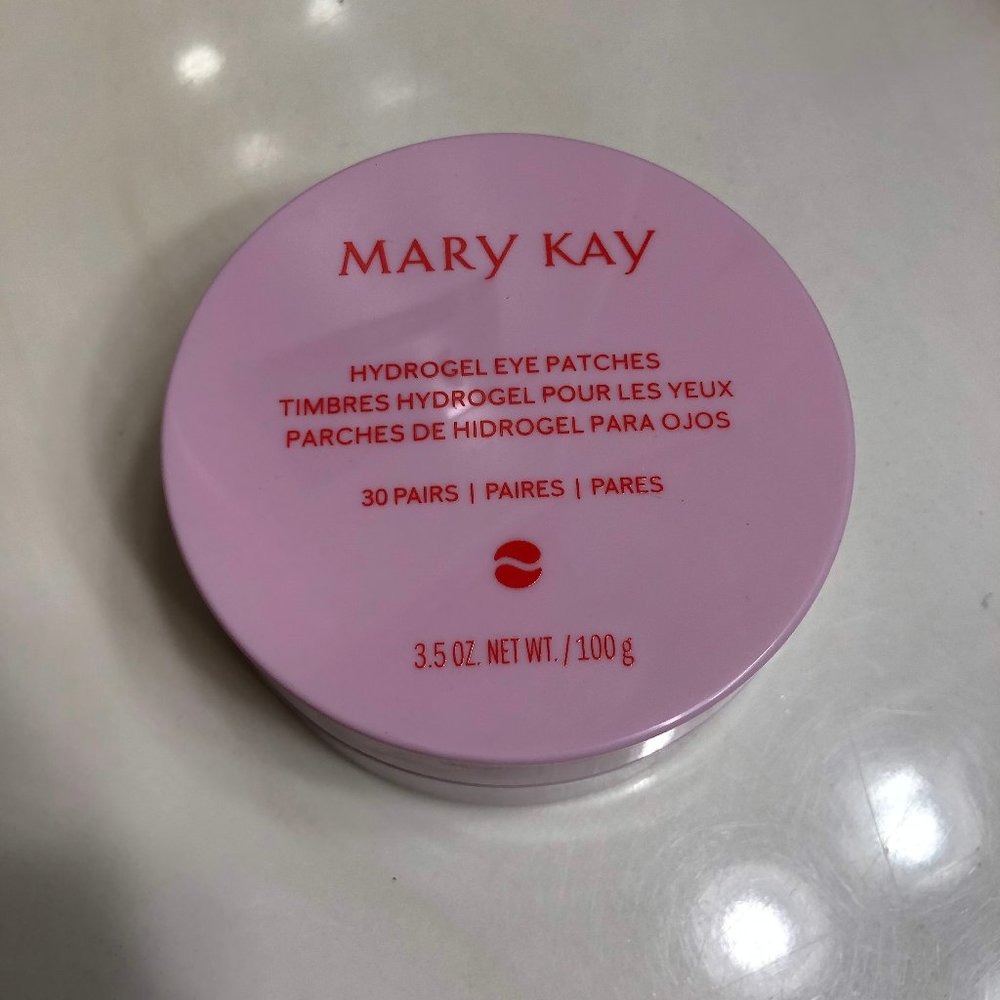 MARY KAY
HYDROGEL EYE PATCHES
TIMBRES HYDROGEL POUR LES YEUX
PARCHES DE HIDROGEL PARA OJOS
30 PAIRS | PAIRES | PARES
3.5 OZ. NET WT. / 100 g